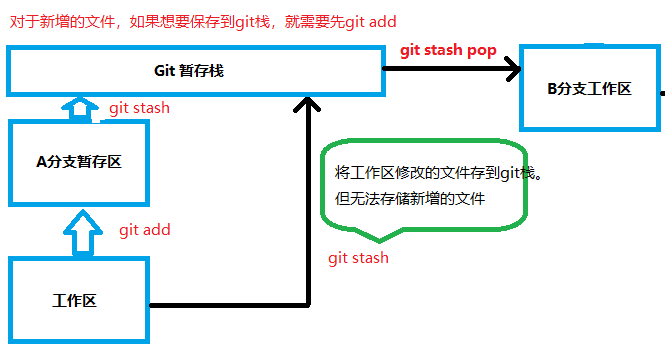 对于新增的文件，如果想要保存到git栈，就需要先git add
git stash pop
Git 暂存栈
B分支工作区
git stash
A分支暂存区
将工作区修改的文件存到git栈。
但无法存储新增的文件
git add
git stash
工作区